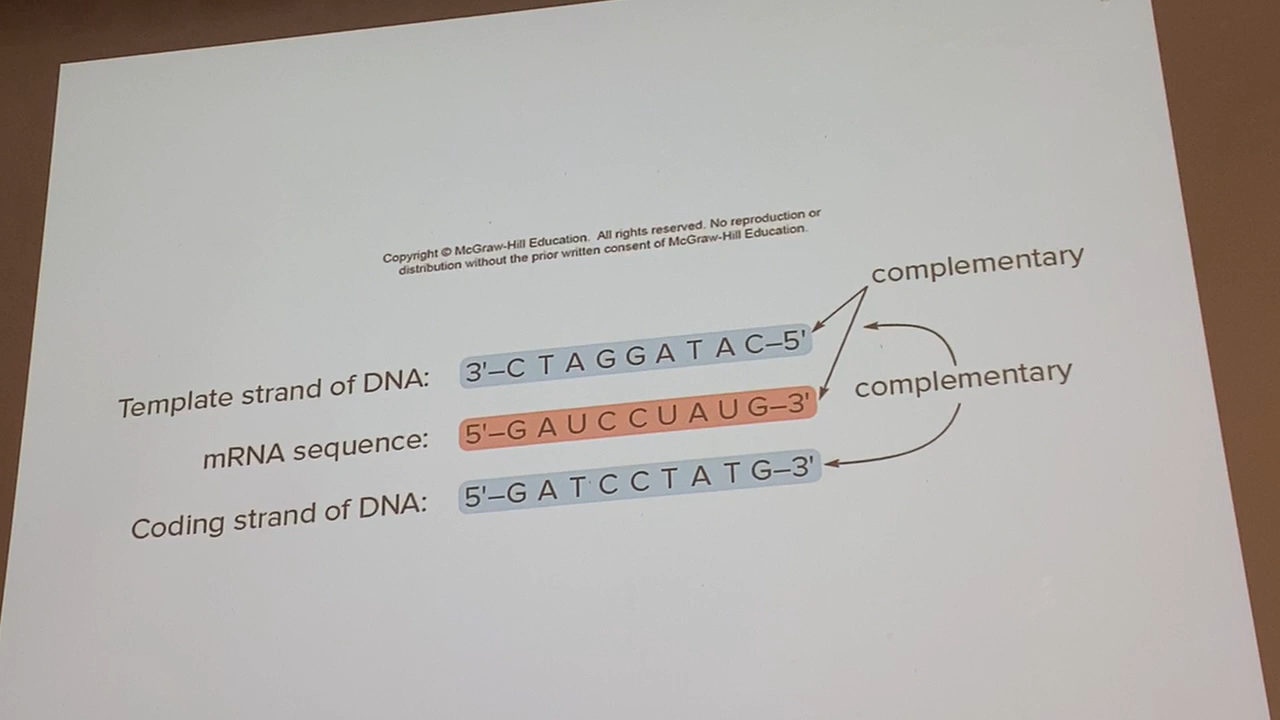 Copyright © McGraw-Hill Education. All rights reserved. No reproduction or
distribution without the prior written consent of McGraw-Hill Education.
complementary
Template strand of DNA: 3'–C T A G G A T A C–5'
complementary
mRNA sequence: 5'–G A U C C U A U G–3'
Coding strand of DNA: 5'–G A T C C T A T G–3'